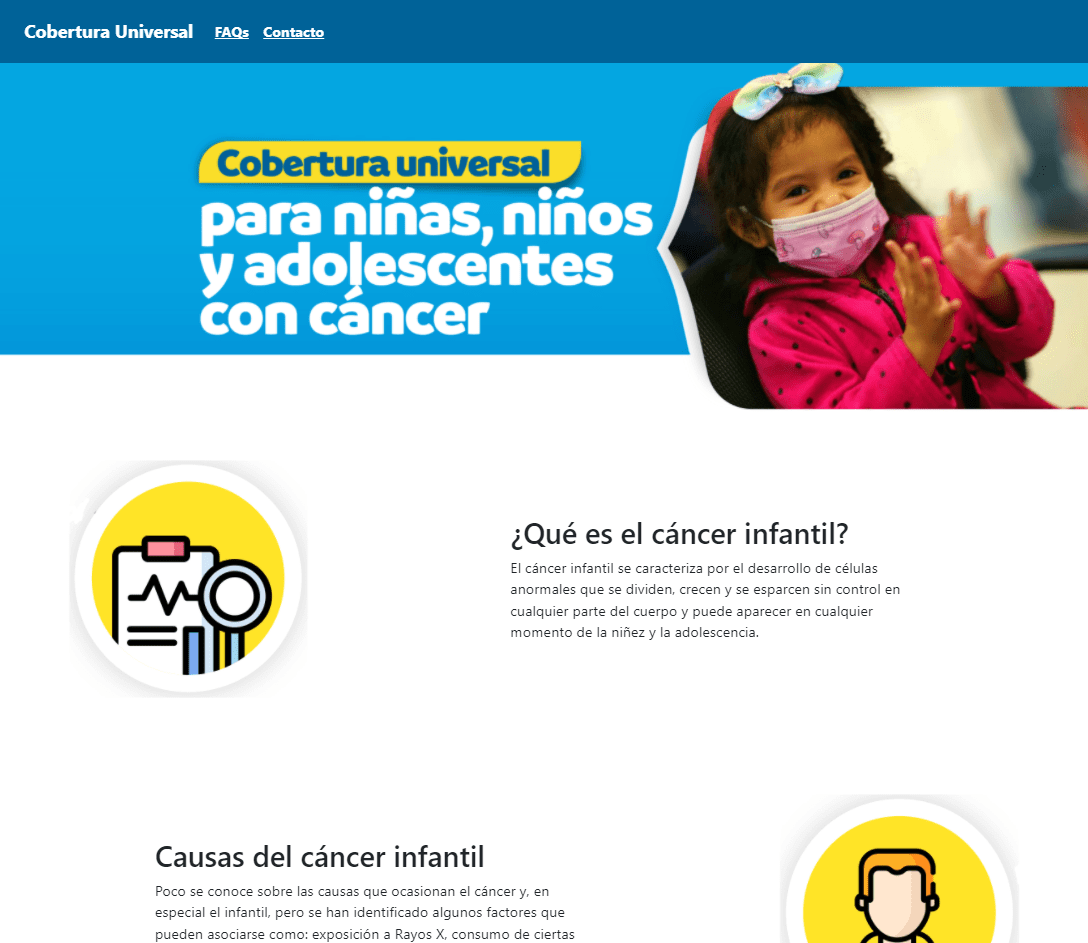 Cobertura Universal FAQs Contacto
Cobertura universal
para niñas, niños
y adolescentes
con cáncer
¿Qué es el cáncer infantil?
El cáncer infantil se caracteriza por el desarrollo de células
anormales que se dividen, crecen y se esparcen sin control en
cualquier parte del cuerpo y puede aparecer en cualquier
momento de la niñez y la adolescencia.
Causas del cáncer infantil
Poco se conoce sobre las causas que ocasionan el cáncer y, en
especial el infantil, pero se han identificado algunos factores que
pueden asociarse como: exposición a Rayos X, consumo de ciertas